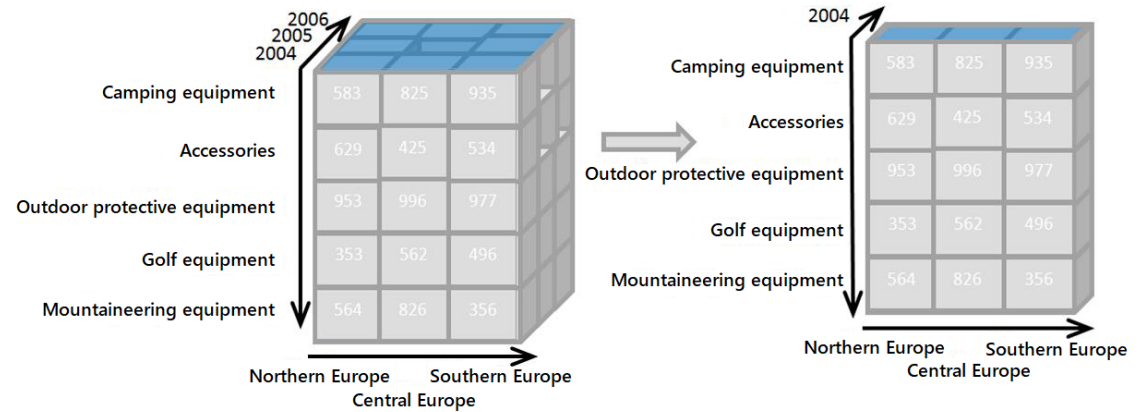 2006
2005
2004
Camping equipment
583 825 935
Accessories
629 425 534
Outdoor protective equipment
953 996 977
Golf equipment
353 562 496
Mountaineering equipment
564 826 356
Northern Europe
Southern Europe
Central Europe
2004
Camping equipment
583 825 935
Accessories
629 425 534
Outdoor protective equipment
953 996 977
Golf equipment
353 562 496
Mountaineering equipment
564 826 356
Northern Europe
Southern Europe
Central Europe